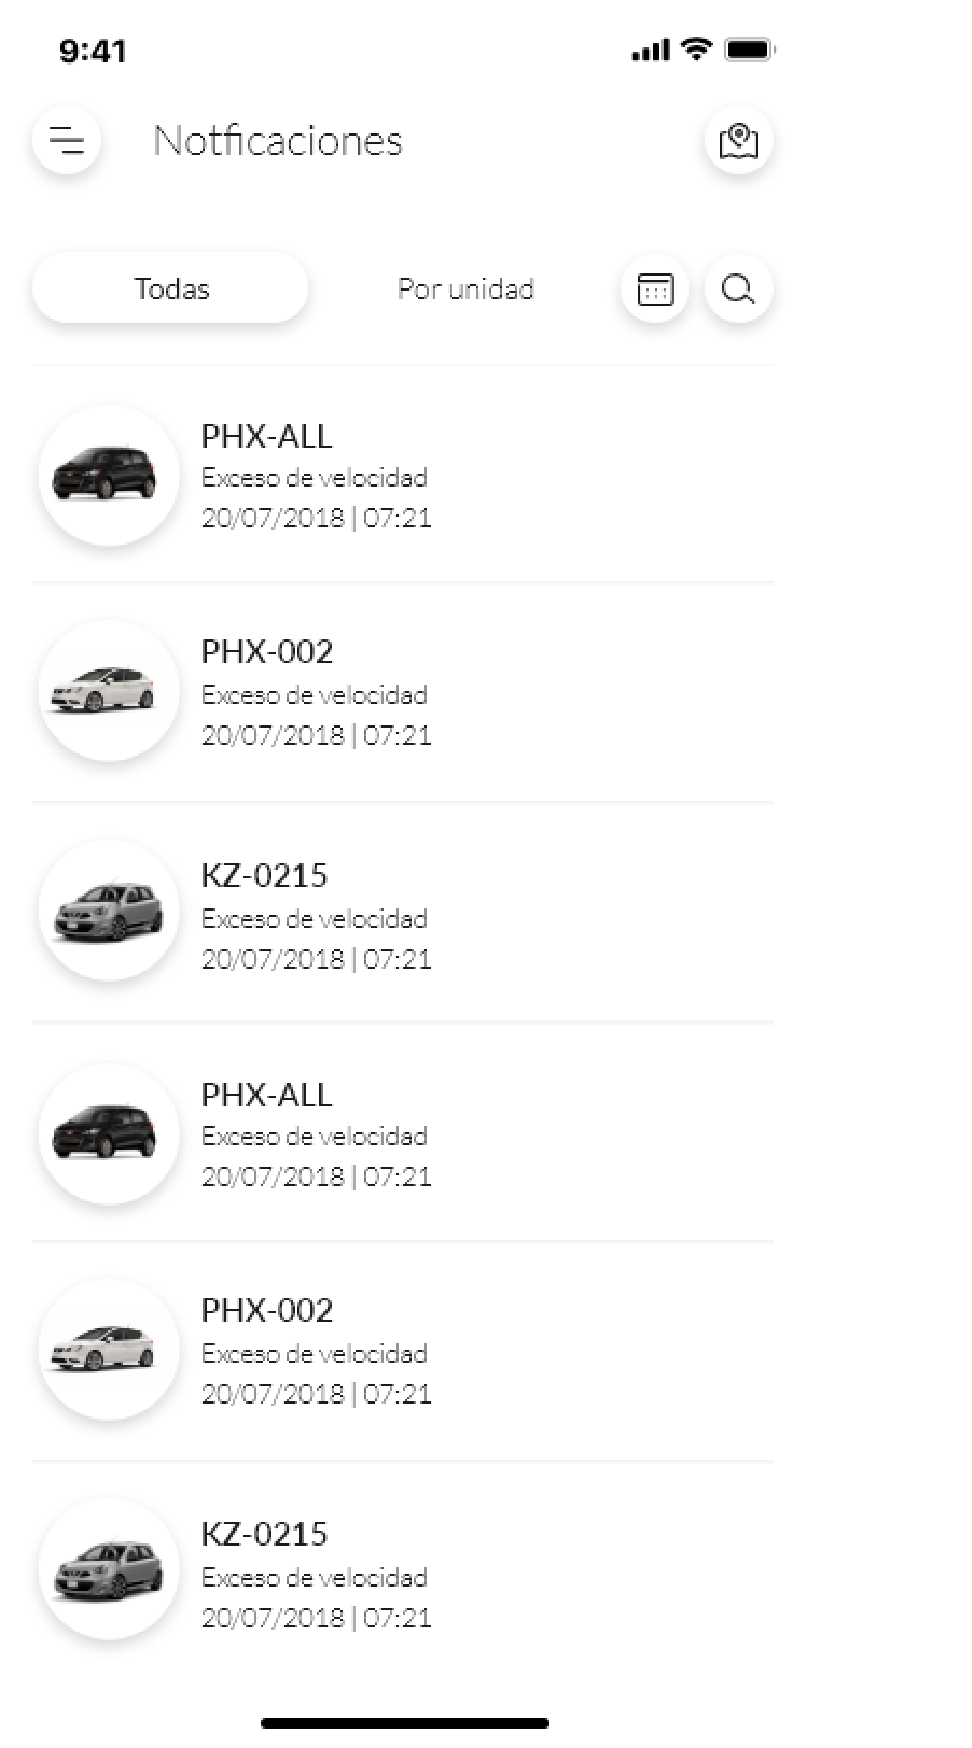 9:41
Notficaciones
Todas
Por unidad
PHX-ALL
Exceso de velocidad
20/07/2018 | 07:21
PHX-002
Exceso de velocidad
20/07/2018 | 07:21
KZ-0215
Exceso de velocidad
20/07/2018 | 07:21
PHX-ALL
Exceso de velocidad
20/07/2018 | 07:21
PHX-002
Exceso de velocidad
20/07/2018 | 07:21
KZ-0215
Exceso de velocidad
20/07/2018 | 07:21